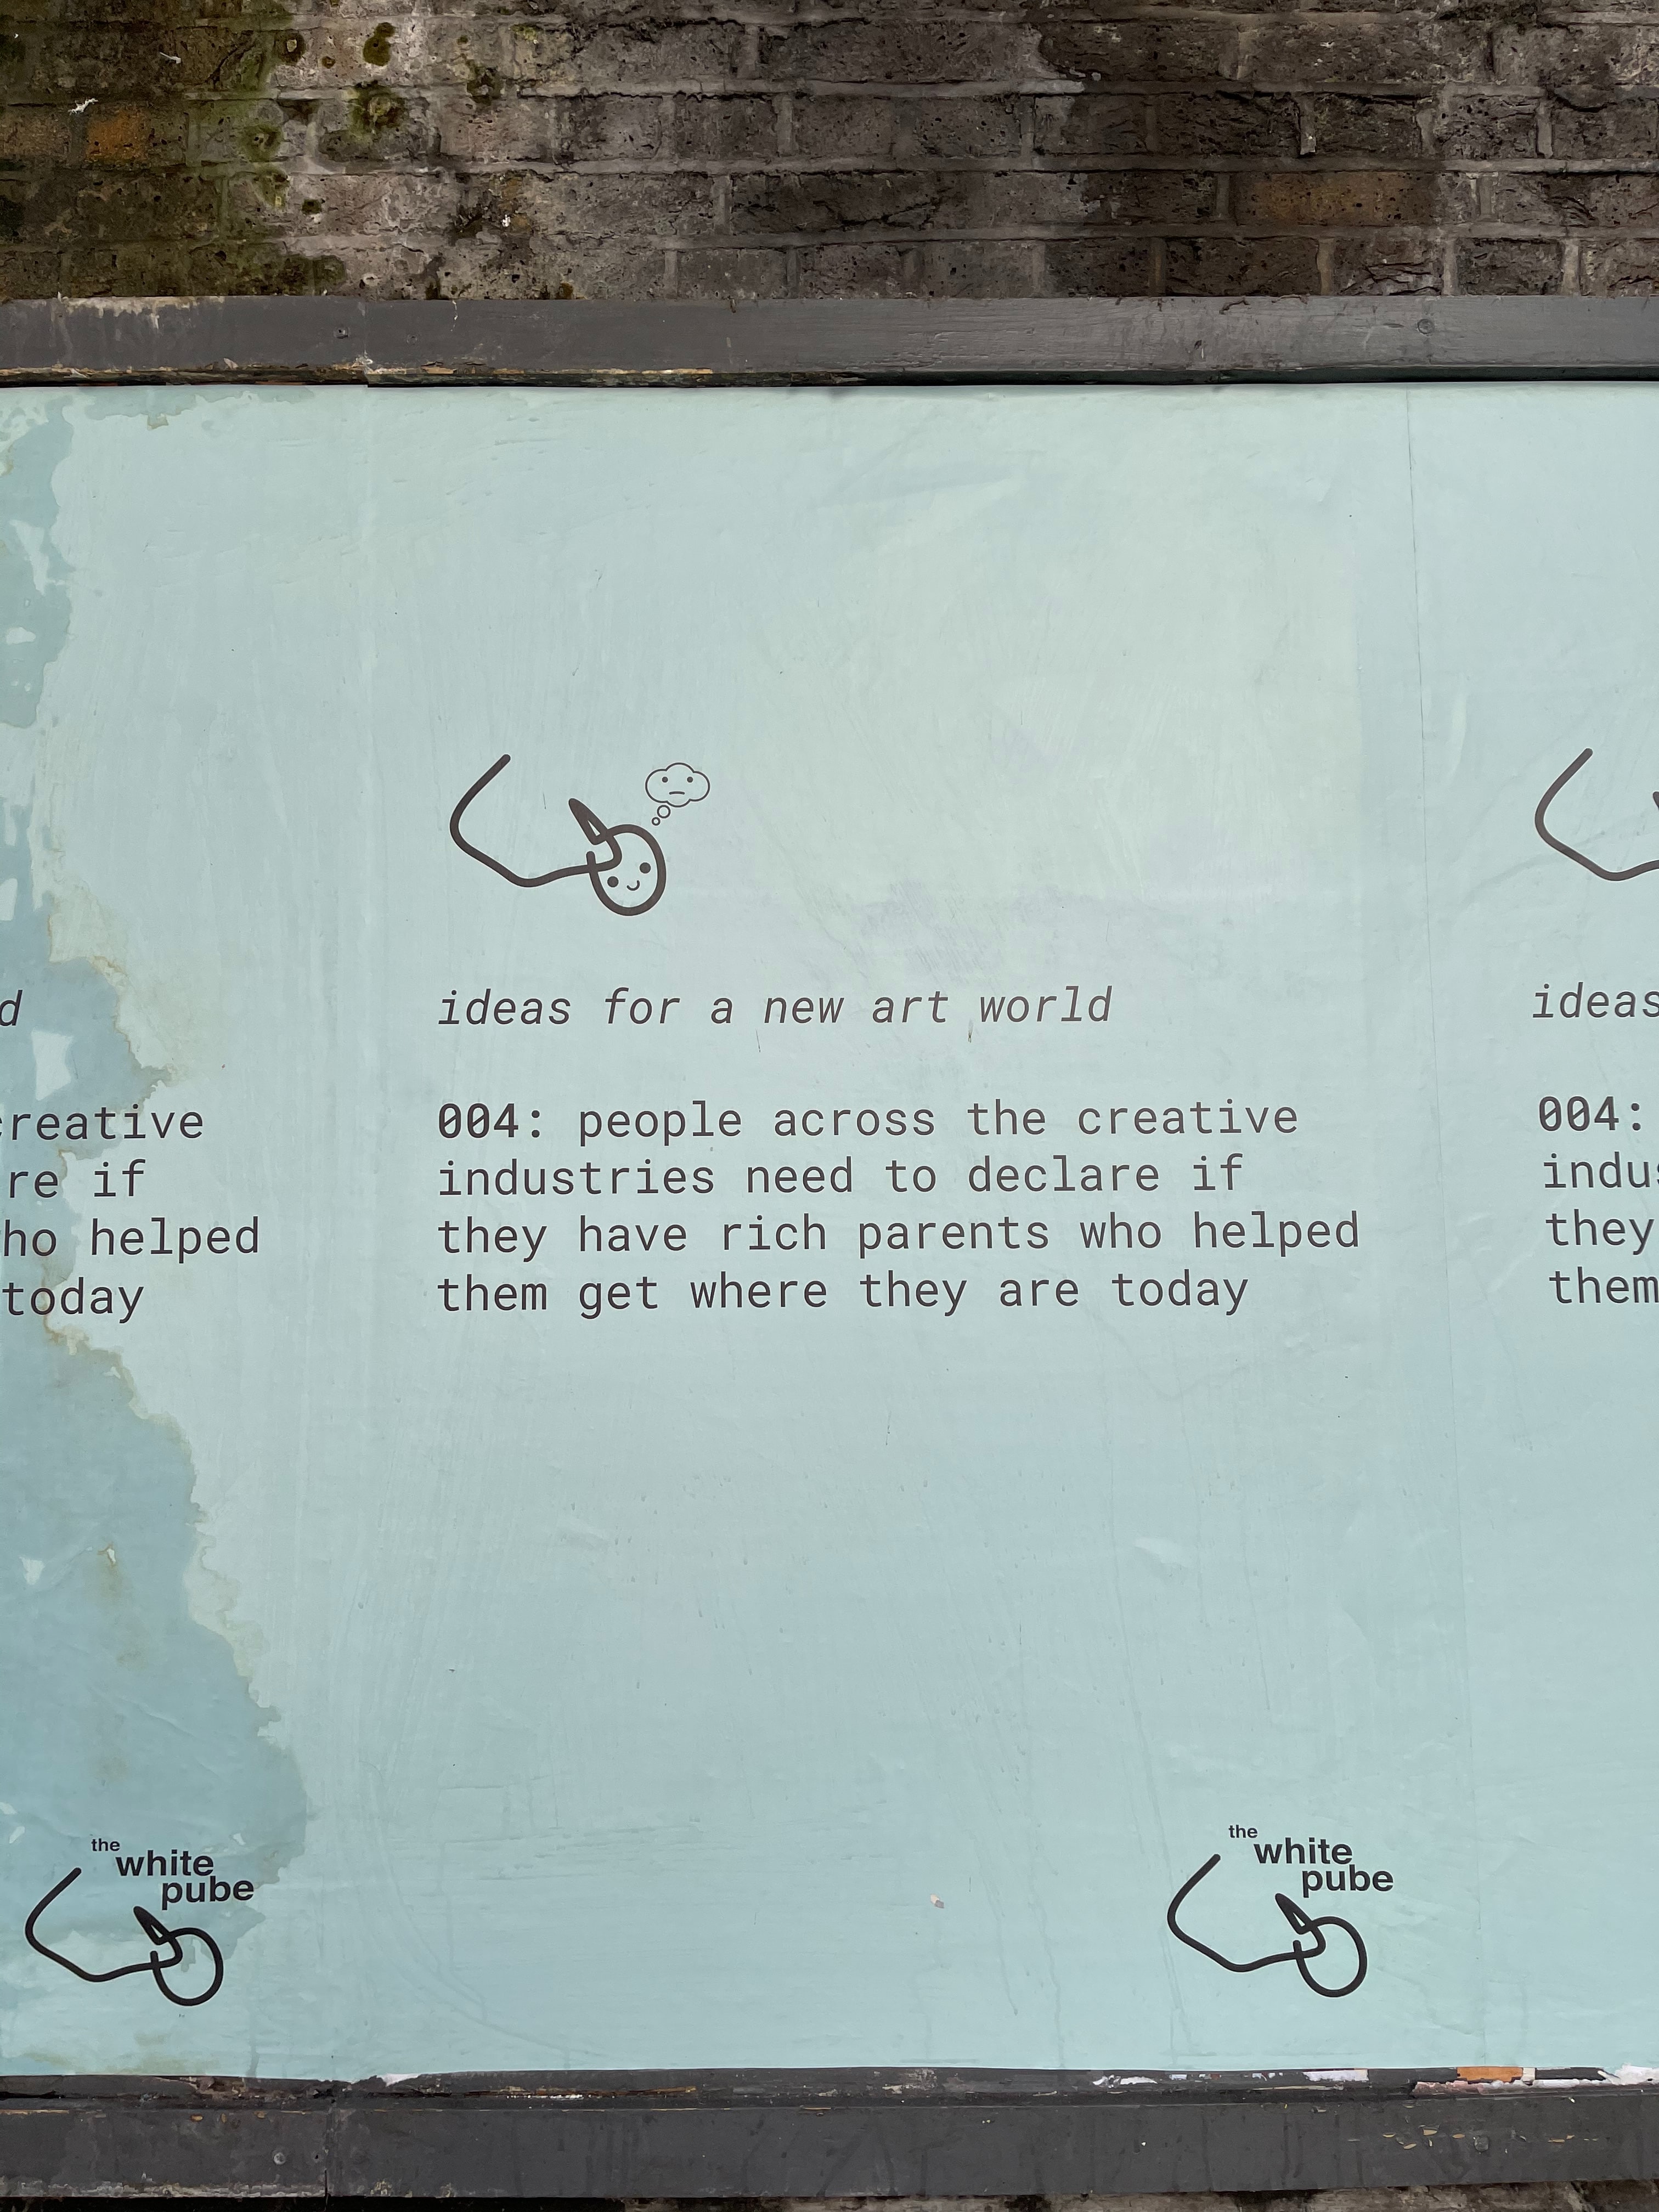 ideas for a new art world
004: people across the creative
industries need to declare if
they have rich parents who helped
them get where they are today
the
white
pube
d
creative
re if
ho helped
today
the
white
pube
ideas
004:
indus
they
them